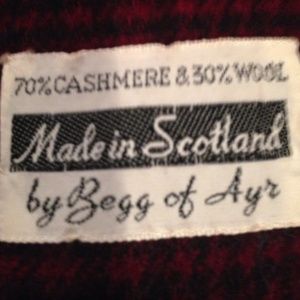 70% CASHMERE & 30% WOOL
Made in Scotland
by Begg of Ayr